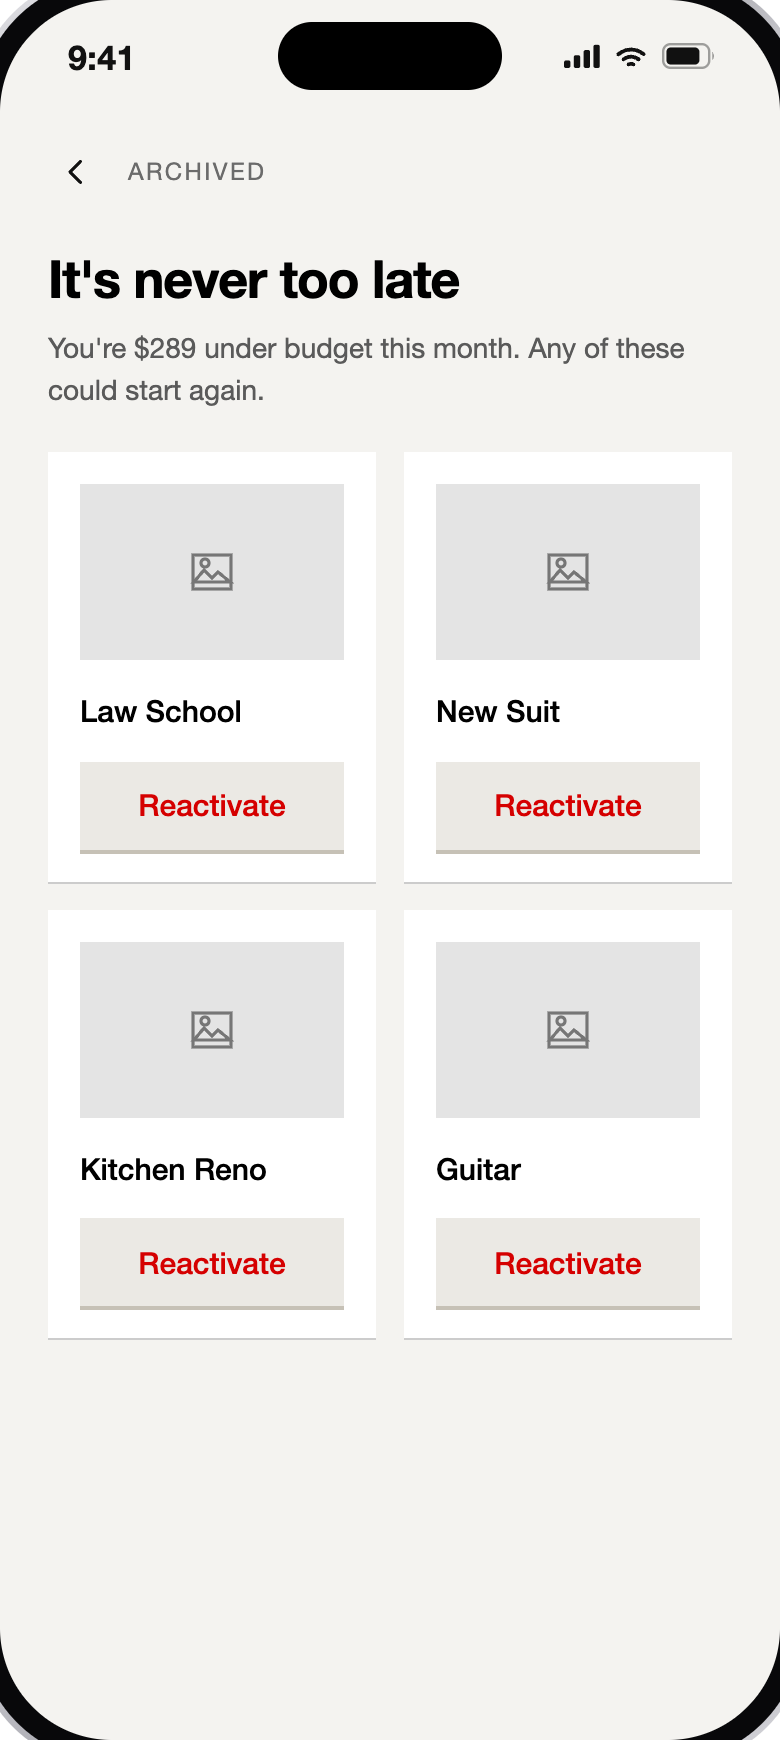 9:41
ARCHIVED
It's never too late
You're $289 under budget this month. Any of these
could start again.
Law School
New Suit
Reactivate
Reactivate
Kitchen Reno
Guitar
Reactivate
Reactivate